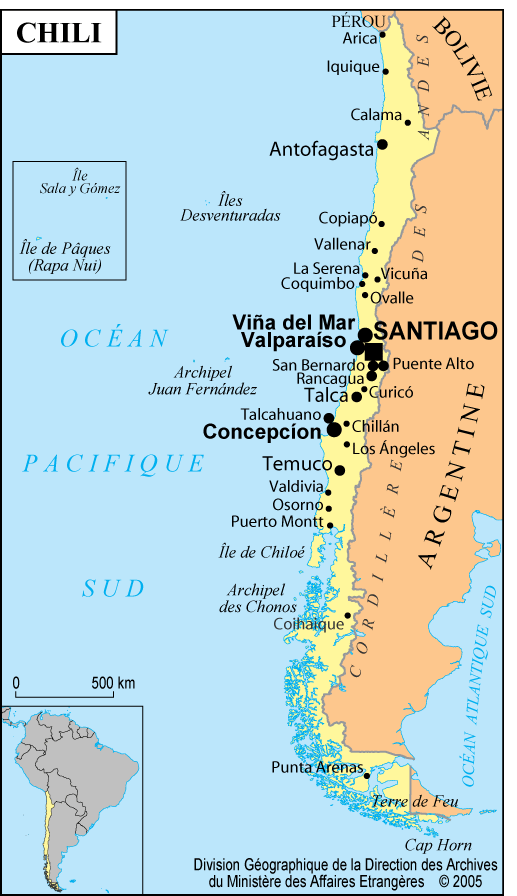 CHILI
PÉROU
Arica
BOLIVIE
Iquique
Calama
Antofagasta
CORDILLÈRE DES ANDES
Île
Sala y Gómez
Îles
Desventuradas
Île de Pâques
(Rapa Nui)
Copiapó
Vallenar
La Serena
Vicuña
Coquimbo
Ovalle
Viña del Mar
SANTIAGO
Valparaíso
OCÉAN
San Bernardo
Puente Alto
Archipel
Juan Fernández
Rancagua
Curicó
Talca
Talcahuano
Chillán
Concepcíon
Los Ángeles
PACIFIQUE
Temuco
ARGENTINE
Valdivia
Osorno
Puerto Montt
Île de Chiloé
SUD
Archipel
des Chonos
Coihaique
OCÉAN ATLANTIQUE SUD
0 500 km
Punta Arenas
Terre de Feu
Cap Horn
Division Géographique de la Direction des Archives
du Ministère des Affaires Etrangères © 2005